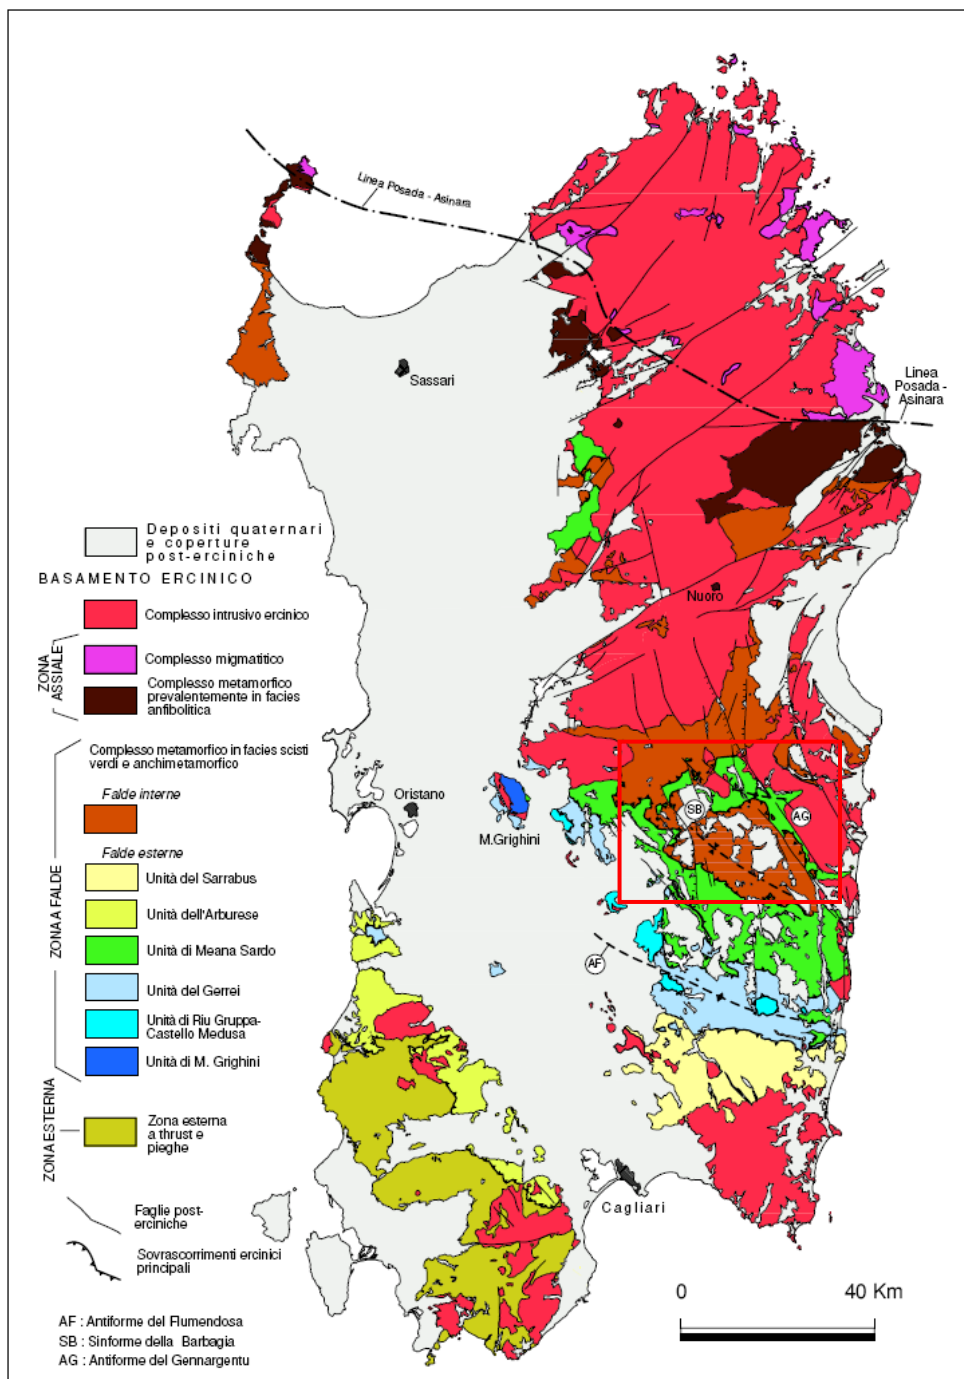 Linea Posada - Asinara
Sassari
Linea
Posada -
Asinara
Depositi quaternari
e coperture
post-erciniche
BASAMENTO ERCINICO
Nuoro
Complesso intrusivo ercinico
ZONA
ASSIALE
Complesso migmatitico
Complesso metamorfico
prevalentemente in facies
anfibolitica
Complesso metamorfico in facies scisti
verdi e anchimetamorfico
ZONA FALDE
Falde interne
Oristano
M.Grighini
SB
AG
Falde esterne
Unità del Sarrabus
Unità dell'Arburese
Unità di Meana Sardo
AF
Unità del Gerrei
Unità di Riu Gruppa-
Castello Medusa
Unità di M. Grighini
ZONA ESTERNA
Zona esterna
a thrust e
pieghe
Cagliari
Faglie post-
erciniche
Sovrascorrimenti ercinici
principali
0
40 Km
AF : Antiforme del Flumendosa
SB : Sinforme della Barbagia
AG : Antiforme del Gennargentu